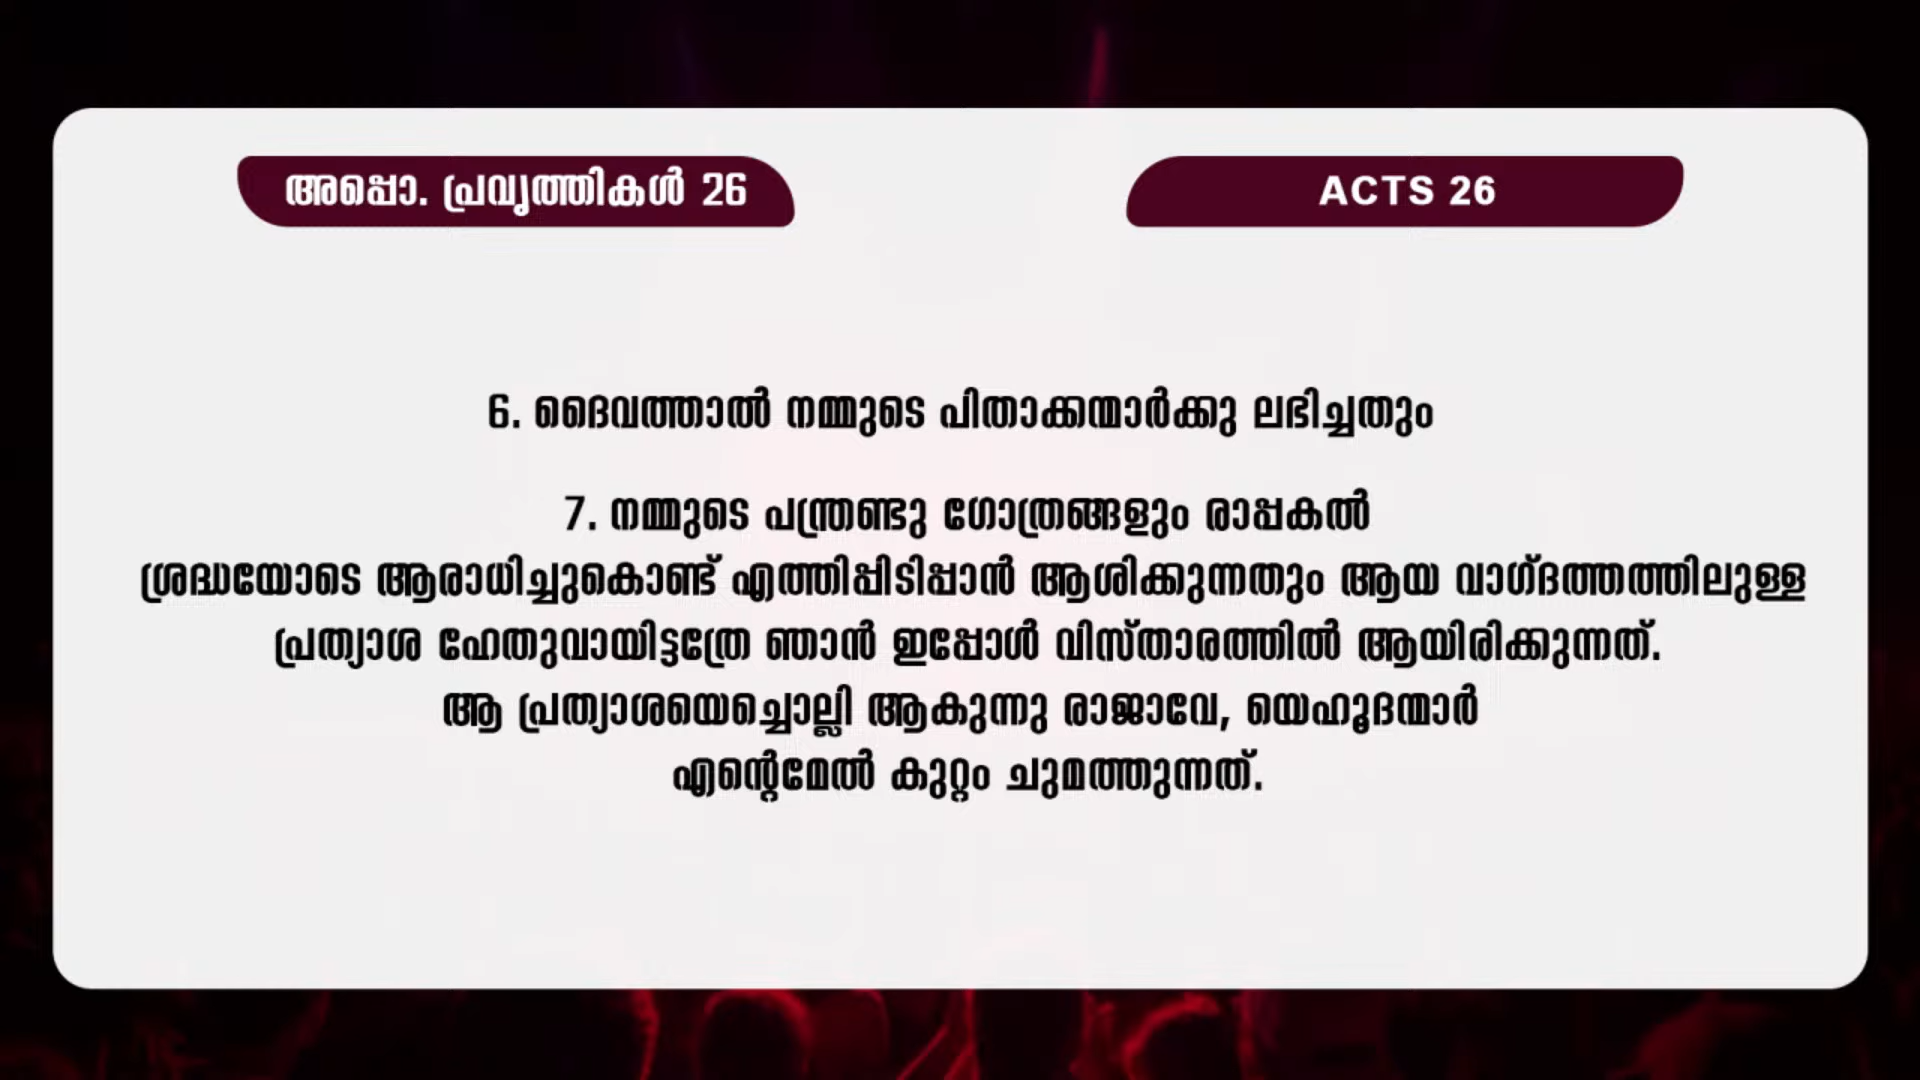 അപ്പൊ. പ്രവൃത്തികൾ 26
ACTS 26
6. ദൈവത്താൽ നമ്മുടെ പിതാക്കന്മാർക്കു ലഭിച്ചതും
7. നമ്മുടെ പന്ത്രണ്ടു ഗോത്രങ്ങളും രാപ്പകൽ
ശ്രദ്ധയോടെ ആരാധിച്ചുകൊണ്ട് എത്തിപ്പിടിപ്പാൻ ആശിക്കുന്നതും ആയ വാഗ്ദത്തത്തിലുള്ള
പ്രത്യാശ ഹേതുവായിട്ടത്രേ ഞാൻ ഇപ്പോൾ വിസ്താരത്തിൽ ആയിരിക്കുന്നത്.
ആ പ്രത്യാശയെച്ചൊല്ലി ആകുന്നു രാജാവേ, യെഹൂദന്മാർ
എന്റെമേൽ കുറ്റം ചുമത്തുന്നത്.